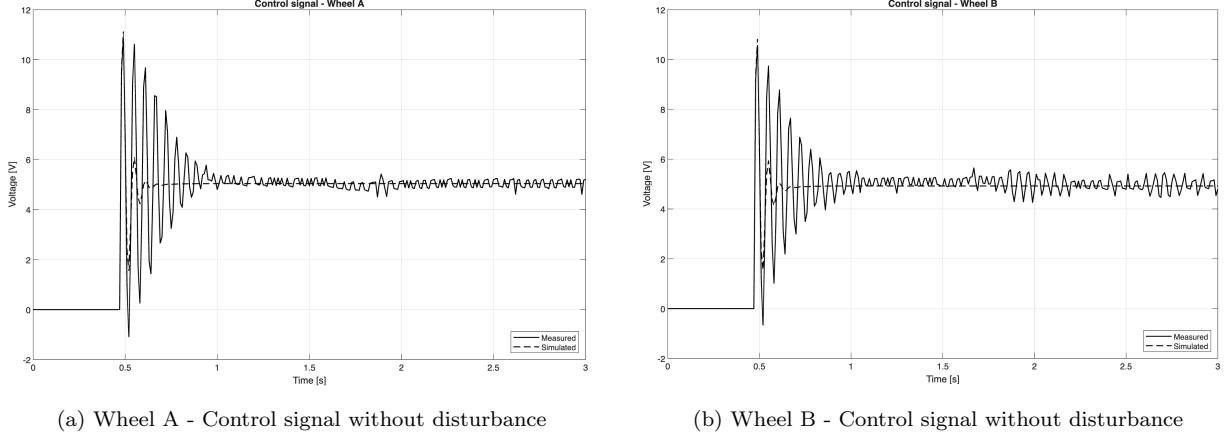 Control signal - Wheel A
12
10
8
6
4
2
0
-2
Voltage [V]
0 0.5 1 1.5 2 2.5 3
Time [s]
Measured
Simulated
(a) Wheel A - Control signal without disturbance
Control signal - Wheel B
12
10
8
6
4
2
0
-2
Voltage [V]
0 0.5 1 1.5 2 2.5 3
Time [s]
Measured
Simulated
(b) Wheel B - Control signal without disturbance